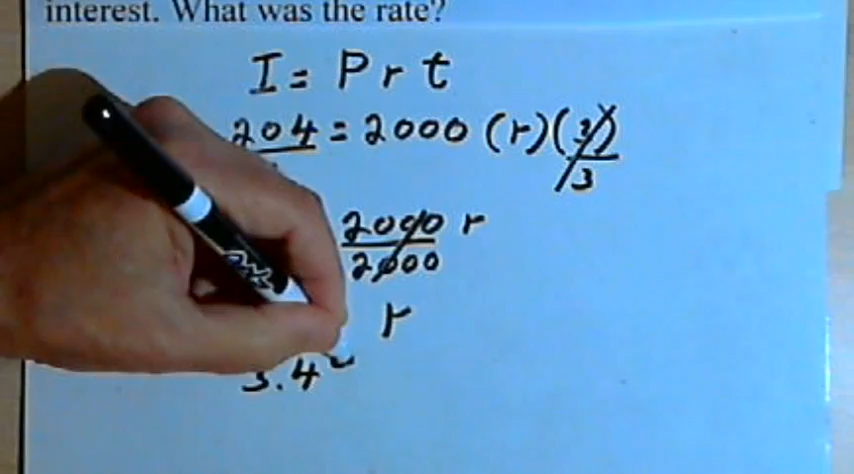 interest. What was the rate?
I = P r t
204 = 2000 (r)(3)
3
2000 r
2000
r
3.4